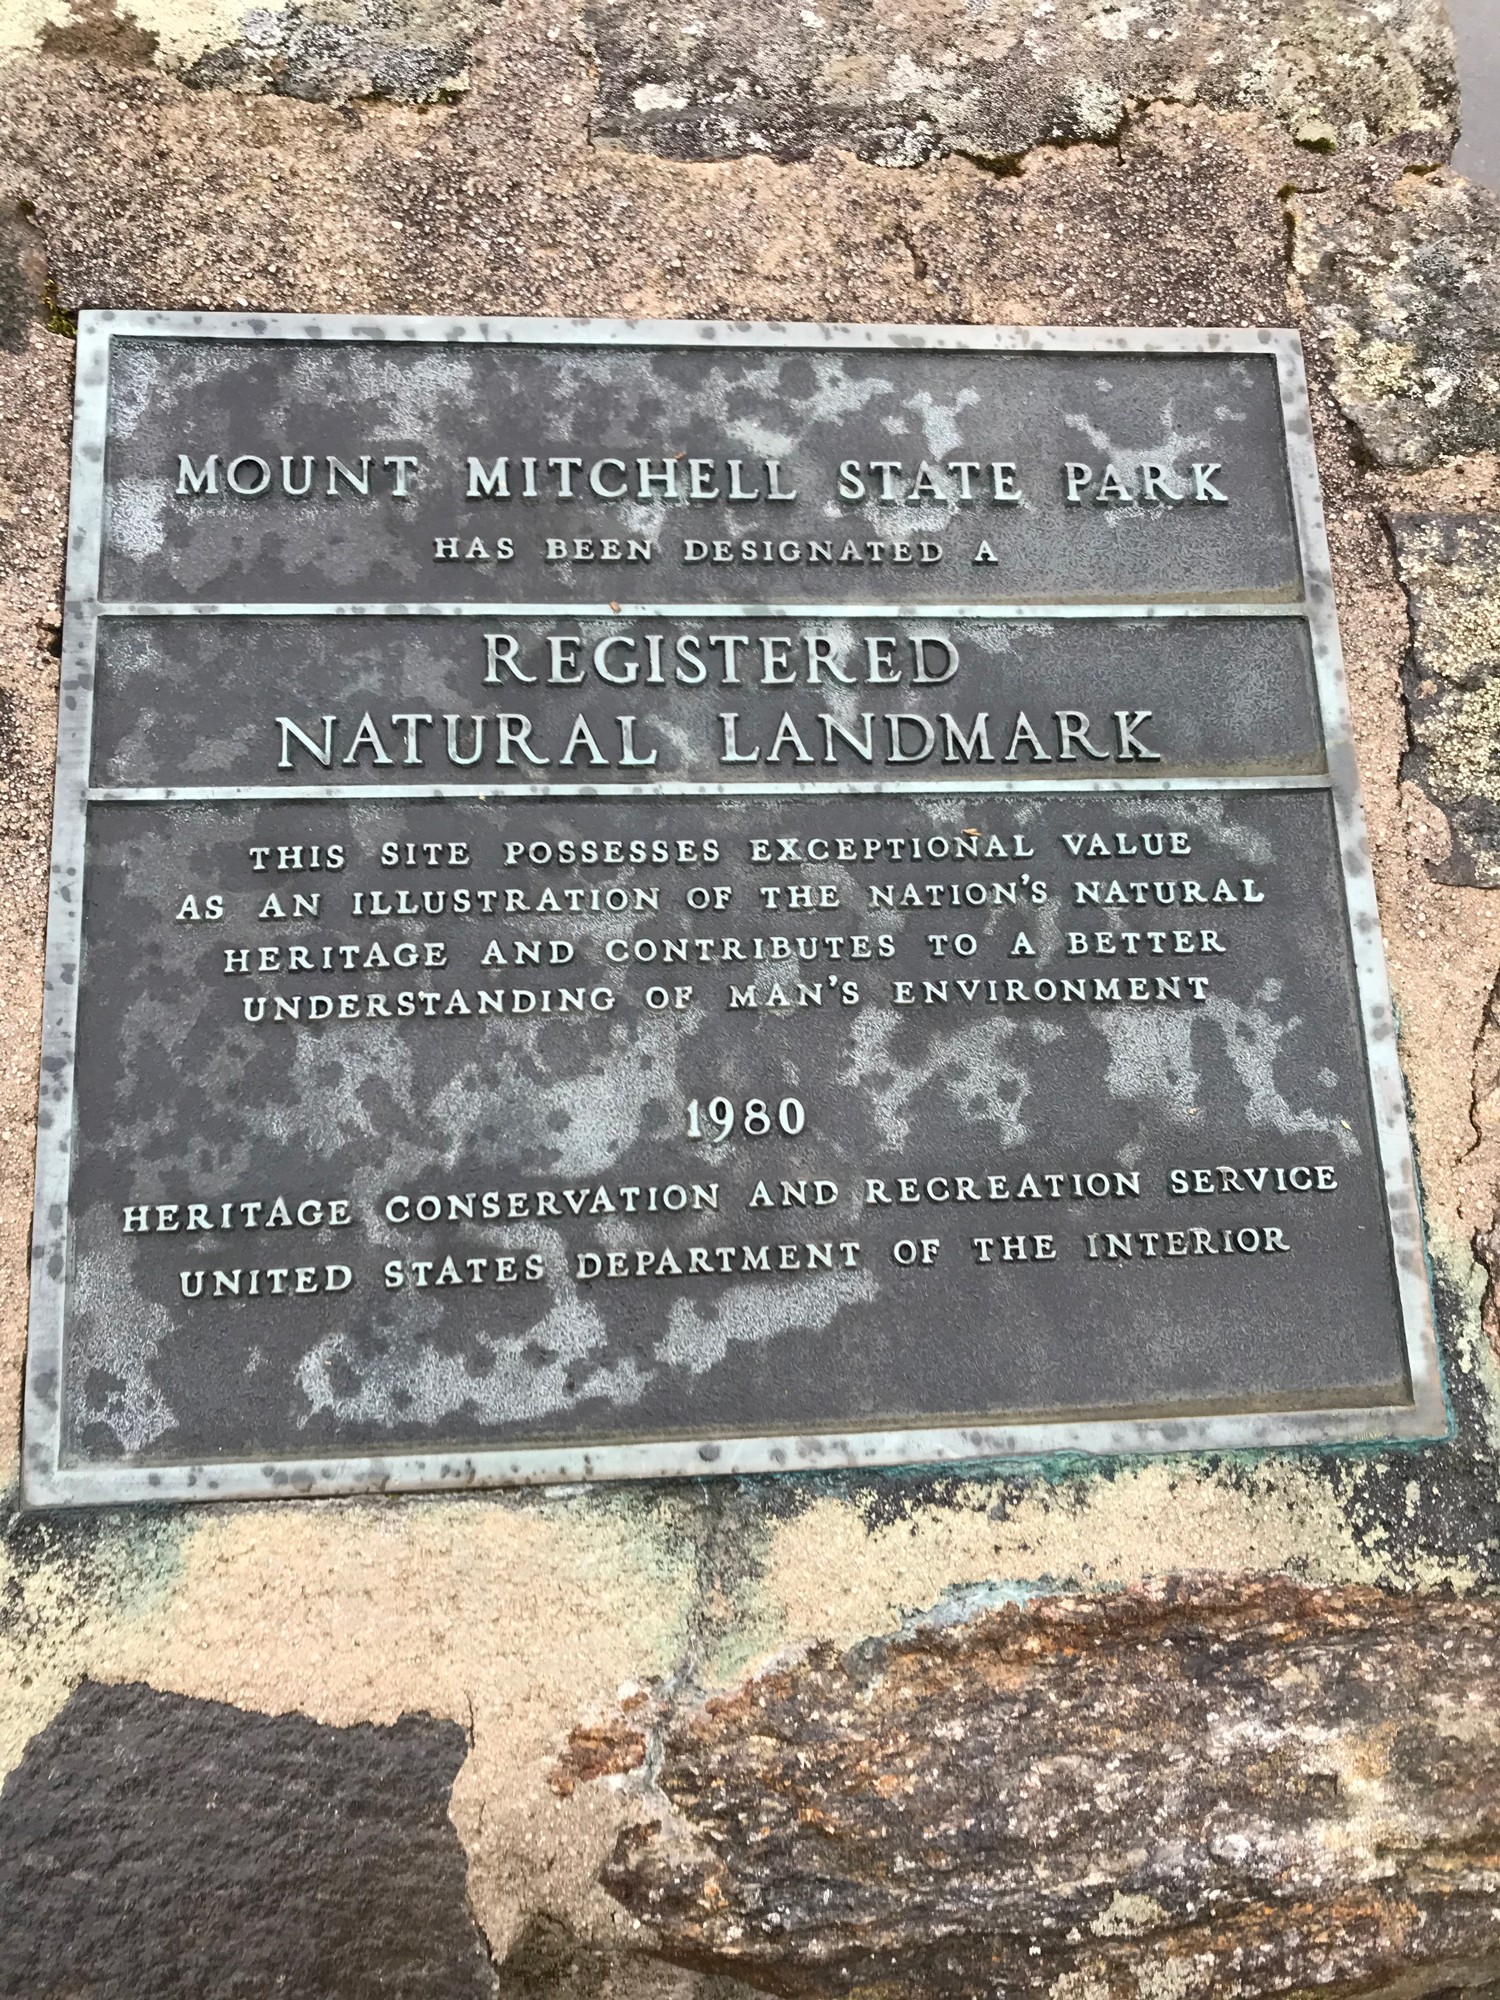 MOUNT MITCHELL STATE PARK
HAS BEEN DESIGNATED A
REGISTERED
NATURAL LANDMARK
THIS SITE POSSESSES EXCEPTIONAL VALUE
AS AN ILLUSTRATION OF THE NATION'S NATURAL
HERITAGE AND CONTRIBUTES TO A BETTER
UNDERSTANDING OF MAN'S ENVIRONMENT
1980
HERITAGE CONSERVATION AND RECREATION SERVICE
UNITED STATES DEPARTMENT OF THE INTERIOR